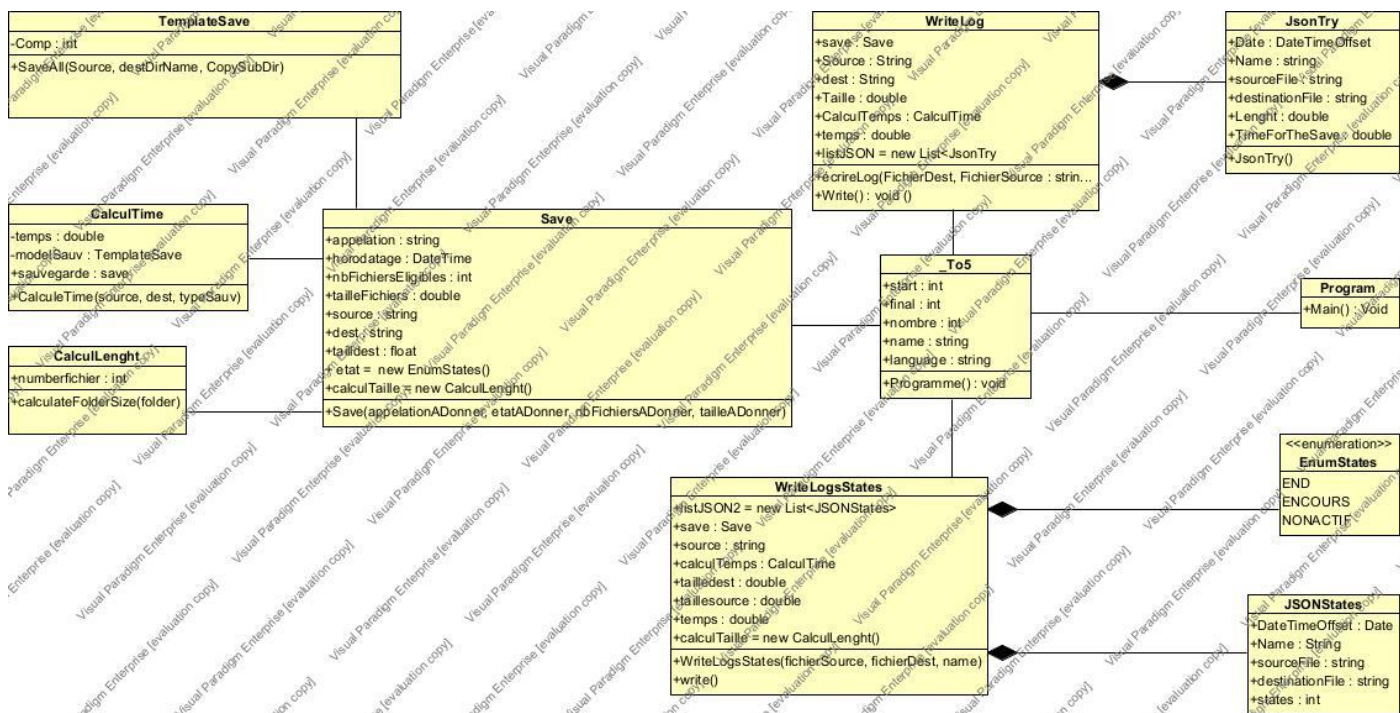 TemplateSave
-Comp : int
+SaveAll(Source, destDirName, CopySubDir)
WriteLog
+save : Save
+Source : String
+dest : String
+Taille : double
+CalculTemps : CalculTime
+temps : double
+listJSON = new List<JsonTry
+écrireLog(FichierDest, FichierSource : strin...
+Write() : void ()
JsonTry
+Date : DateTimeOffset
+Name : string
+sourceFile : string
+destinationFile : string
+Lenght : double
+TimeForTheSave : double
+JsonTry()
CalculTime
-temps : double
-modelSauv : TemplateSave
+sauvegarde : save
+CalculeTime(source, dest, typeSauv)
Save
+appelation : string
+horodatage : DateTime
+nbFichiersEligibles : int
+tailleFichiers : double
+source : string
+dest : string
+tailldest : float
+etat = new EnumStates()
+calculTaille = new CalculLenght()
+Save(appelationADonner, etatADonner, nbFichiersADonner, tailleADonner)
_To5
+start : int
+final : int
+nombre : int
+name : string
+language : string
+Programme() : void
Program
+Main() : Void
CalculLenght
+numberfichier : int
+calculateFolderSize(folder)
<<enumeration>>
EnumStates
END
ENCOURS
NONACTIF
WriteLogsStates
+listJSON2 = new List<JSONStates>
+save : Save
+source : string
+calculTemps : CalculTime
+tailledest : double
+taillesource : double
+temps : double
+calculTaille = new CalculLenght()
+WriteLogsStates(fichierSource, fichierDest, name)
+write()
JSONStates
+DateTimeOffset : Date
+Name : String
+sourceFile : string
+destinationFile : string
+states : int
Visual Paradigm Enterprise [evaluation copy]